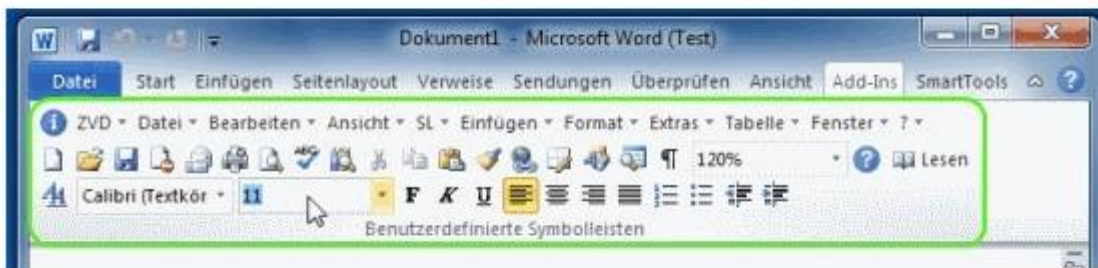 W Dokument1 - Microsoft Word (Test)
Datei Start Einfügen Seitenlayout Verweise Sendungen Überprüfen Ansicht Add-Ins SmartTools ?
ZVD Datei Bearbeiten Ansicht SL Einfügen Format Extras Tabelle Fenster ?
¶ 120% ? Lesen
Calibri (Textkör 11 F K U
Benutzerdefinierte Symbolleisten